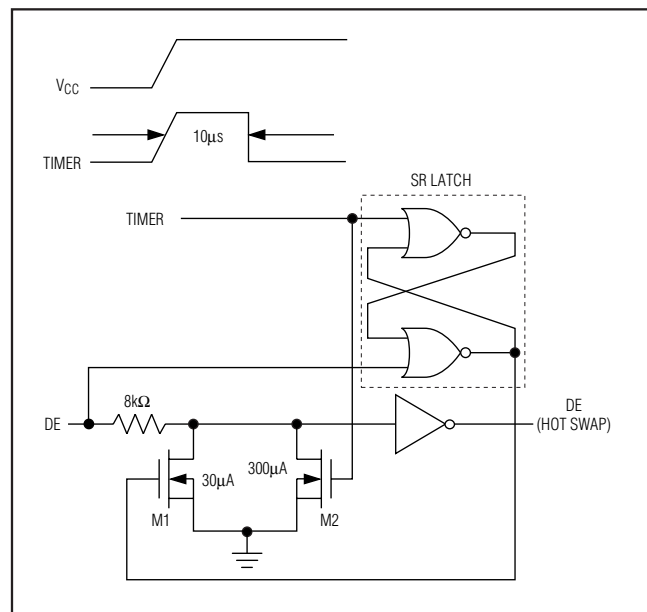 VCC
10μs
TIMER
SR LATCH
TIMER
8kΩ
DE
DE
(HOT SWAP)
30μA
300μA
M1
M2